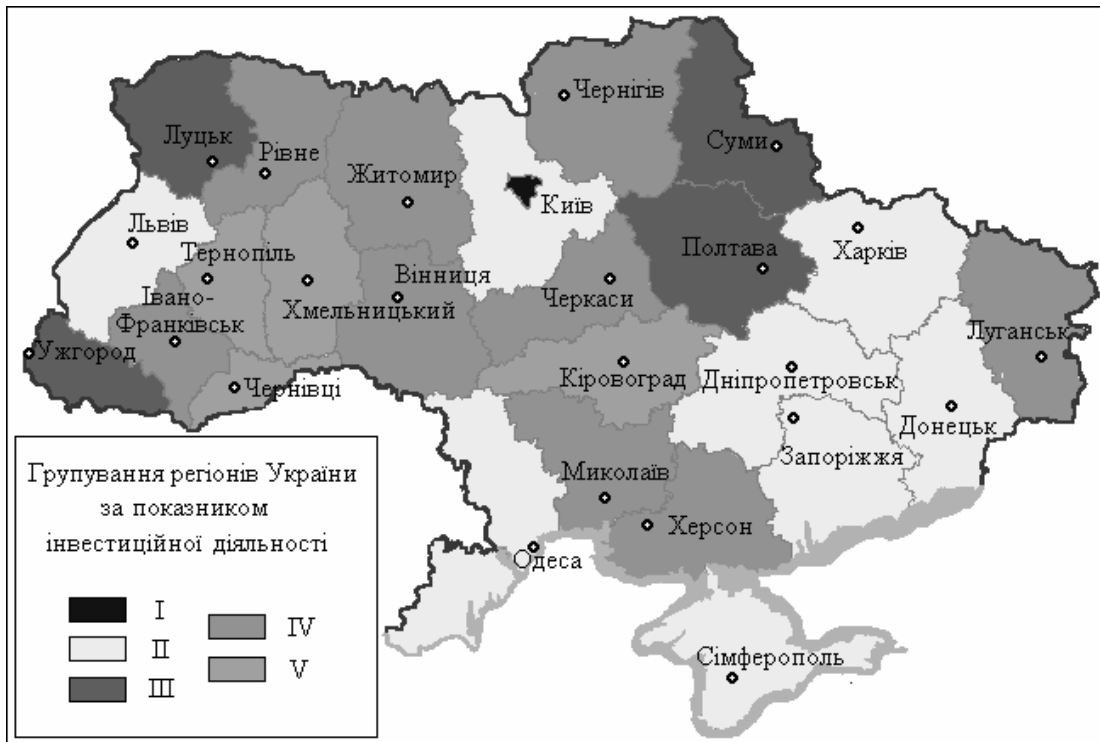 Чернігів
Луцьк
Суми
Рівне
Житомир
Київ
Львів
Харків
Тернопіль
Полтава
Вінниця
Івано-
Франківськ
Хмельницький
Черкаси
Луганськ
Ужгород
Чернівці
Кіровоград
Дніпропетровськ
Донецьк
Запоріжжя
Миколаїв
Херсон
Одеса
Сімферополь
Групування регіонів України
за показником
інвестиційної діяльності
I
II
III
IV
V